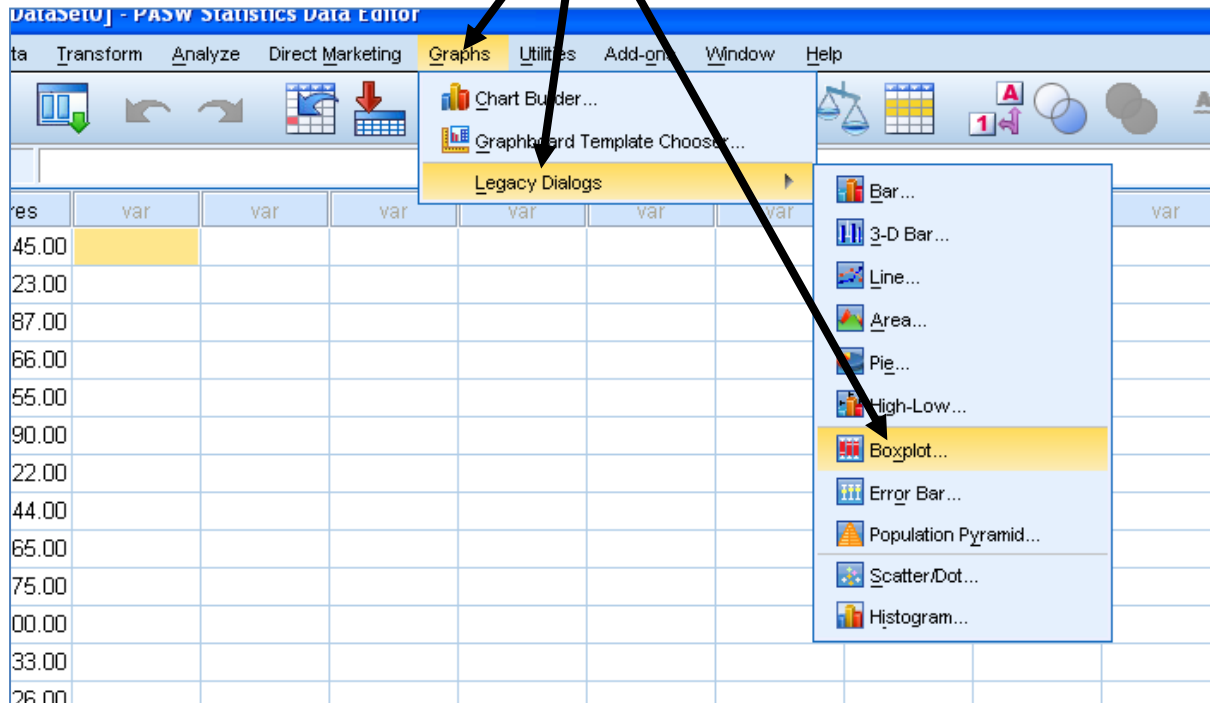 DataSet0] - PASW Statistics Data Editor
ta Transform Analyze Direct Marketing Graphs Utilities Add-ons Window Help
Chart Builder...
Graphboard Template Chooser...
Legacy Dialogs
A
1
A
Bar...
3-D Bar...
Line...
Area...
Pie...
High-Low...
Boxplot...
Error Bar...
Population Pyramid...
Scatter/Dot...
Histogram...
res var var var var var var var
45.00
23.00
87.00
66.00
55.00
90.00
22.00
44.00
65.00
75.00
00.00
33.00
26.00